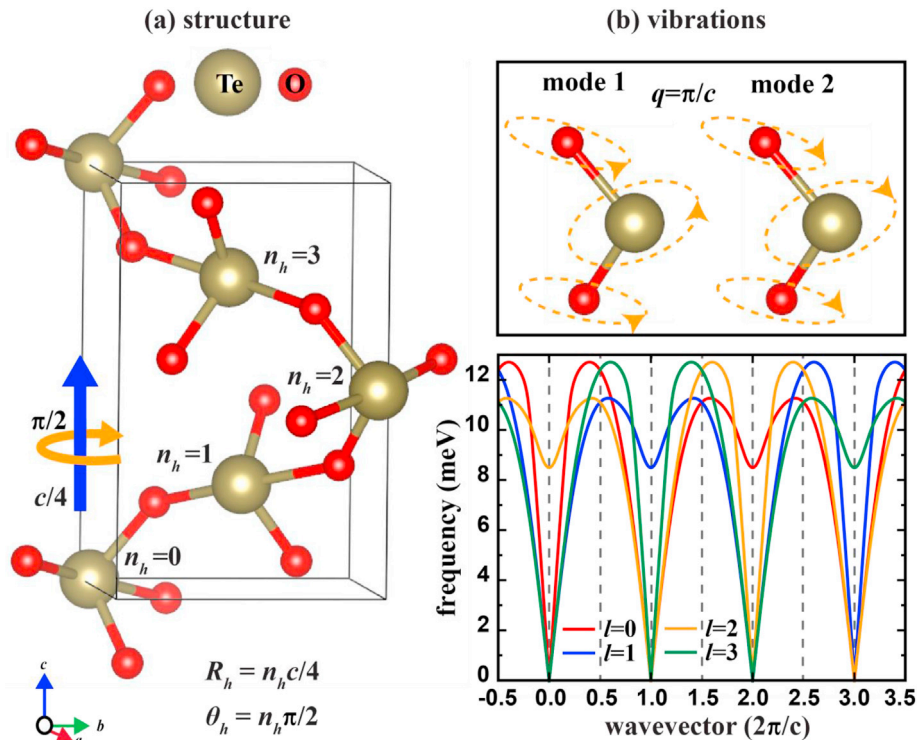 (a) structure
Te
O
n_h=3
n_h=2
π/2
n_h=1
c/4
n_h=0
c
b
a
R_h = n_h c/4
θ_h = n_h π/2
(b) vibrations
mode 1
q=π/c
mode 2
frequency (meV)
12
10
8
6
4
2
0
l=0
l=2
l=1
l=3
-0.5 0.0 0.5 1.0 1.5 2.0 2.5 3.0 3.5
wavevector (2π/c)